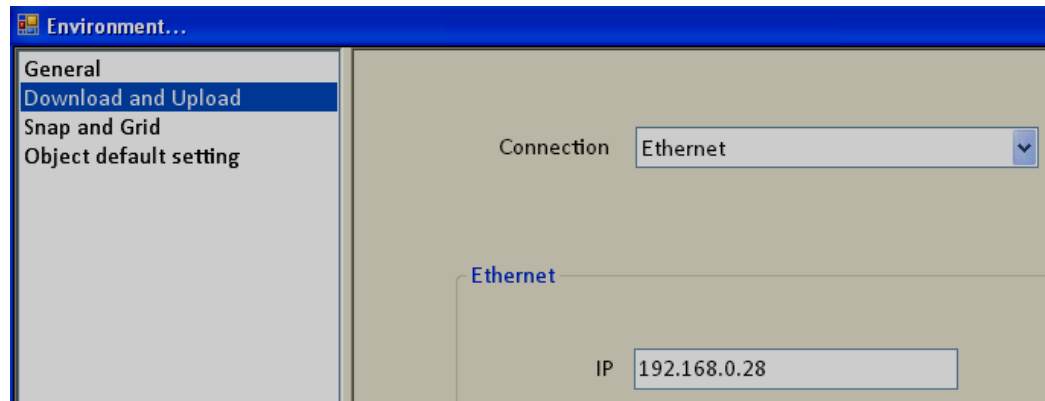 Environment...
General
Download and Upload
Snap and Grid
Object default setting
Connection Ethernet
Ethernet
IP 192.168.0.28